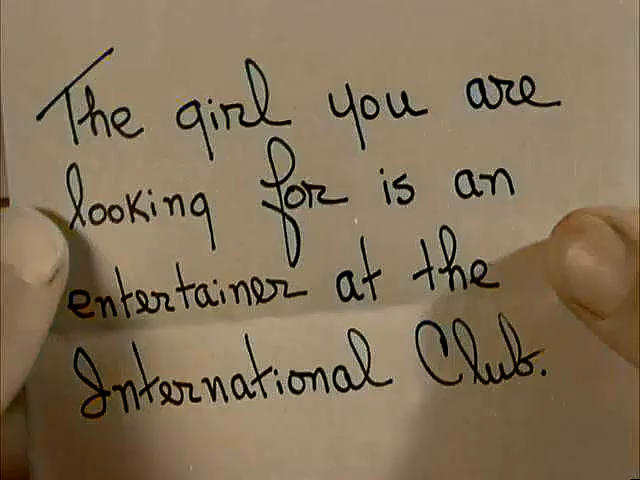 The girl you are
looking for is an
entertainer at the
International Club.